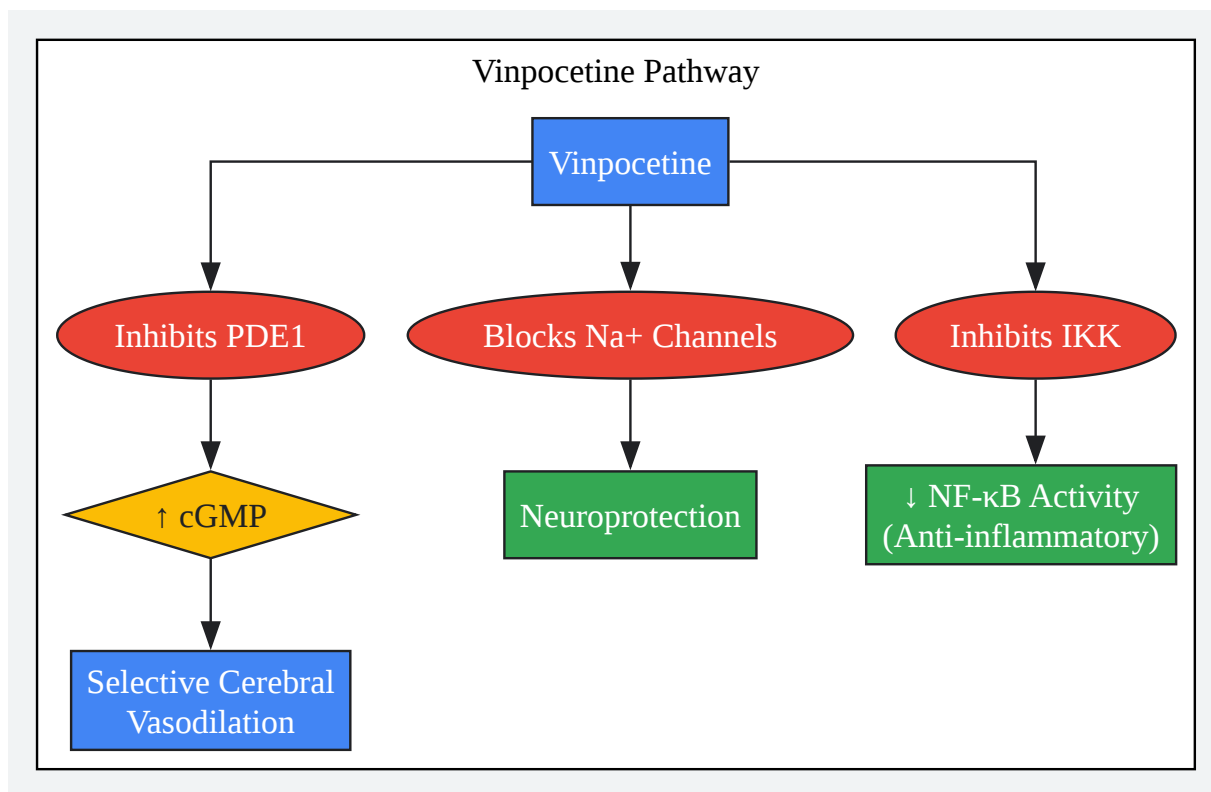 Vinpocetine Pathway
Vinpocetine
Inhibits PDE1
Blocks Na+ Channels
Inhibits IKK
↑ cGMP
Neuroprotection
↓ NF-κB Activity
(Anti-inflammatory)
Selective Cerebral
Vasodilation